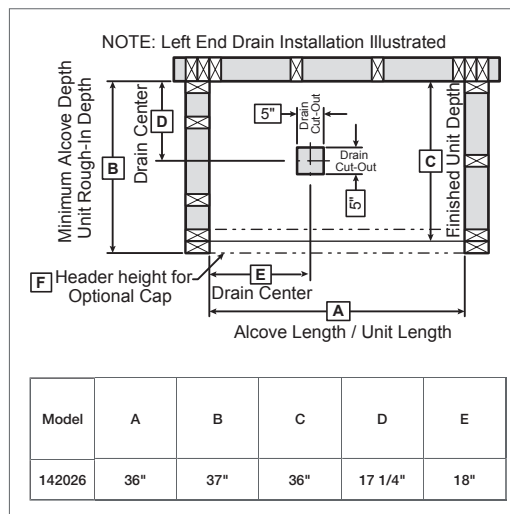 NOTE: Left End Drain Installation Illustrated
Minimum Alcove Depth
Unit Rough-In Depth
B
Drain Center
D
5"
Drain
Cut-Out
Drain
Cut-Out
5"
C
Finished Unit Depth
F Header height for
Optional Cap
E
Drain Center
A
Alcove Length / Unit Length
Model A B C D E
142026 36" 37" 36" 17 1/4" 18"